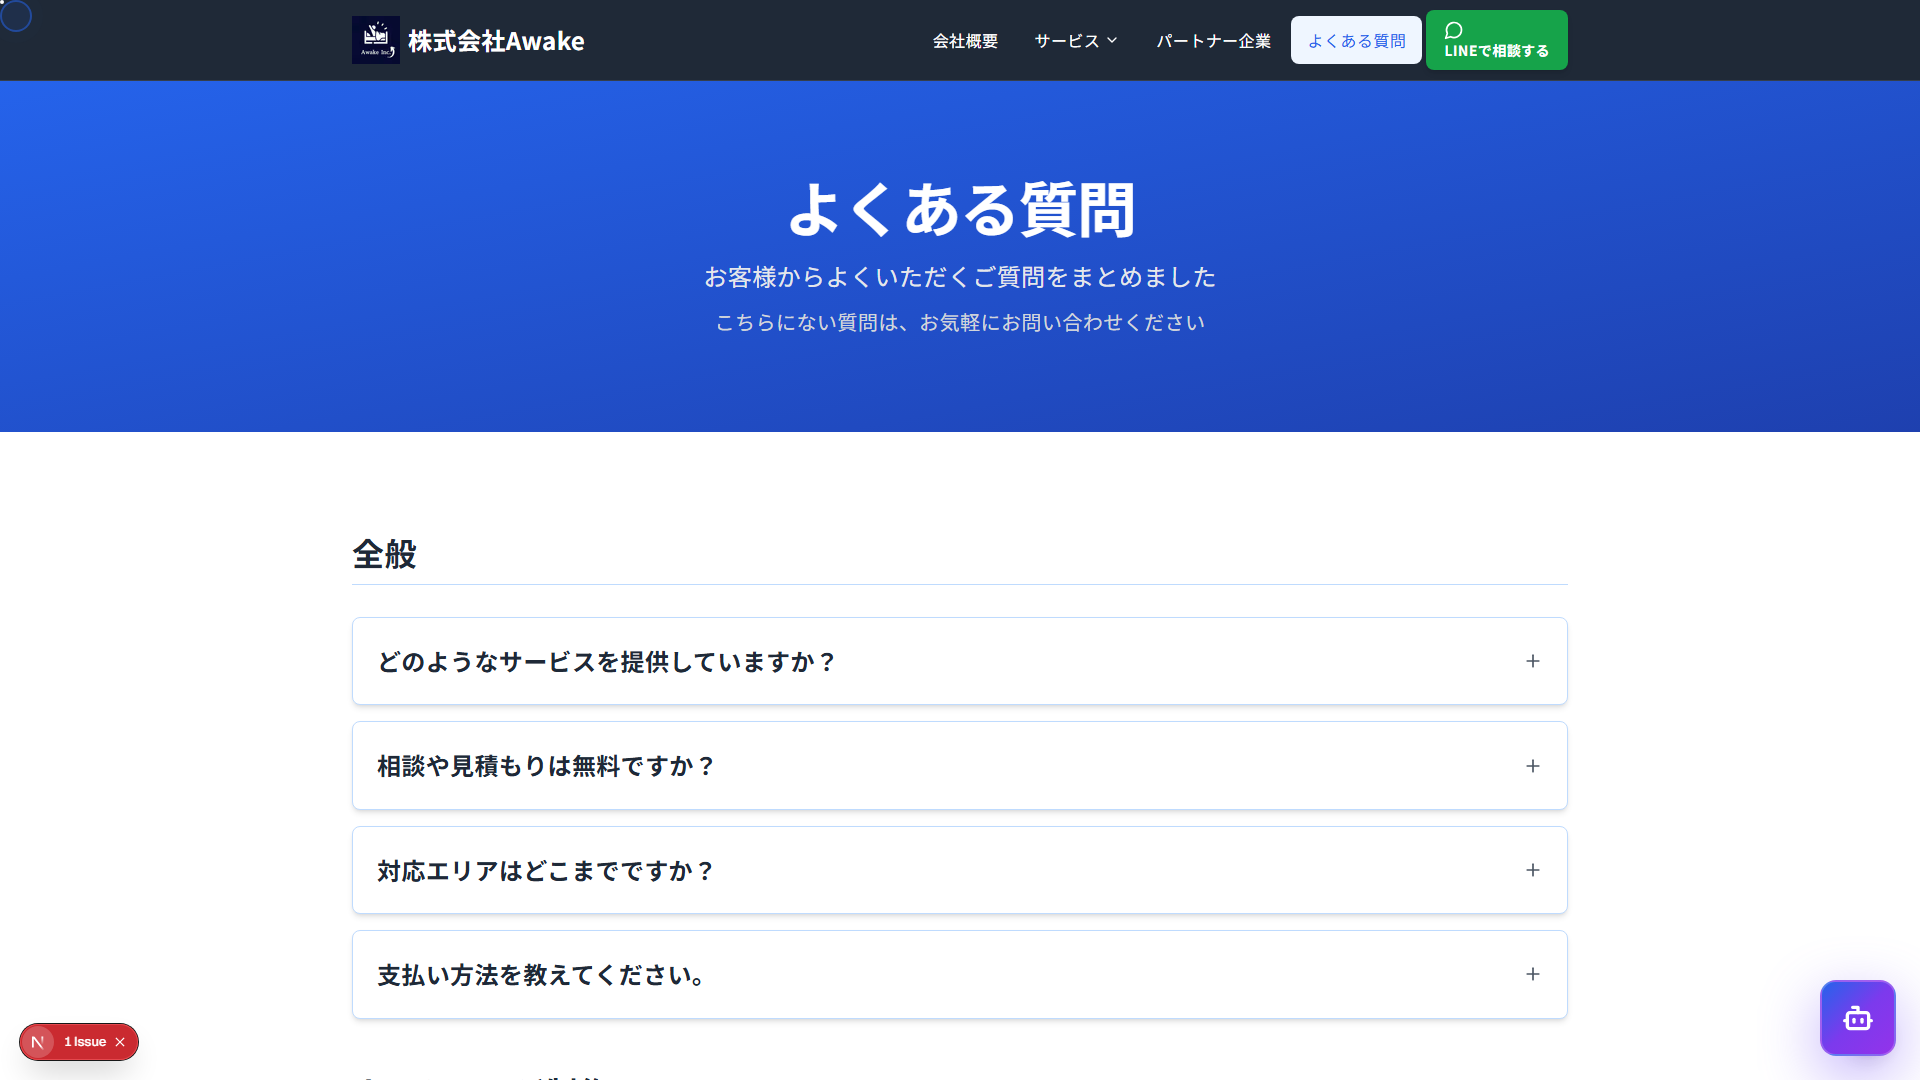 Awake Inc.
株式会社Awake
会社概要
サービス
パートナー企業
よくある質問
LINEで相談する
よくある質問
お客様からよくいただくご質問をまとめました
こちらにない質問は、お気軽にお問い合わせください
全般
どのようなサービスを提供していますか？
相談や見積もりは無料ですか？
対応エリアはどこまでですか？
支払い方法を教えてください。
N
1 Issue